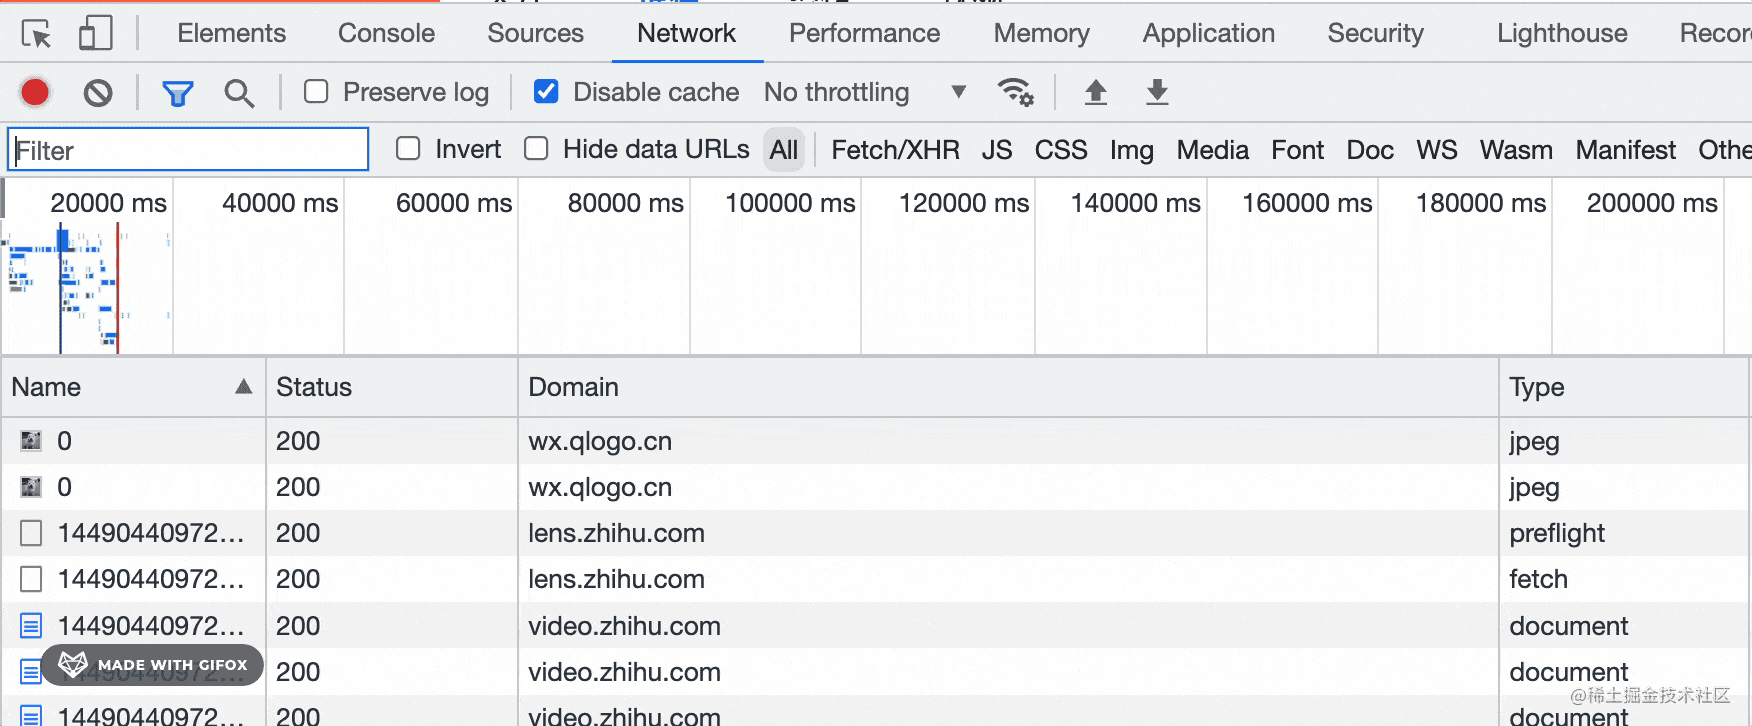 Elements Console Sources Network Performance Memory Application Security Lighthouse Recor
Preserve log Disable cache No throttling
Filter Invert Hide data URLs All Fetch/XHR JS CSS Img Media Font Doc WS Wasm Manifest Othe
20000 ms 40000 ms 60000 ms 80000 ms 100000 ms 120000 ms 140000 ms 160000 ms 180000 ms 200000 ms
Name Status Domain Type
0 200 wx.qlogo.cn jpeg
0 200 wx.qlogo.cn jpeg
14490440972... 200 lens.zhihu.com preflight
14490440972... 200 lens.zhihu.com fetch
14490440972... 200 video.zhihu.com document
MADE WITH GIFOX 200 video.zhihu.com document
@稀土掘金技术社区
14490440972... 200 video.zhihu.com document